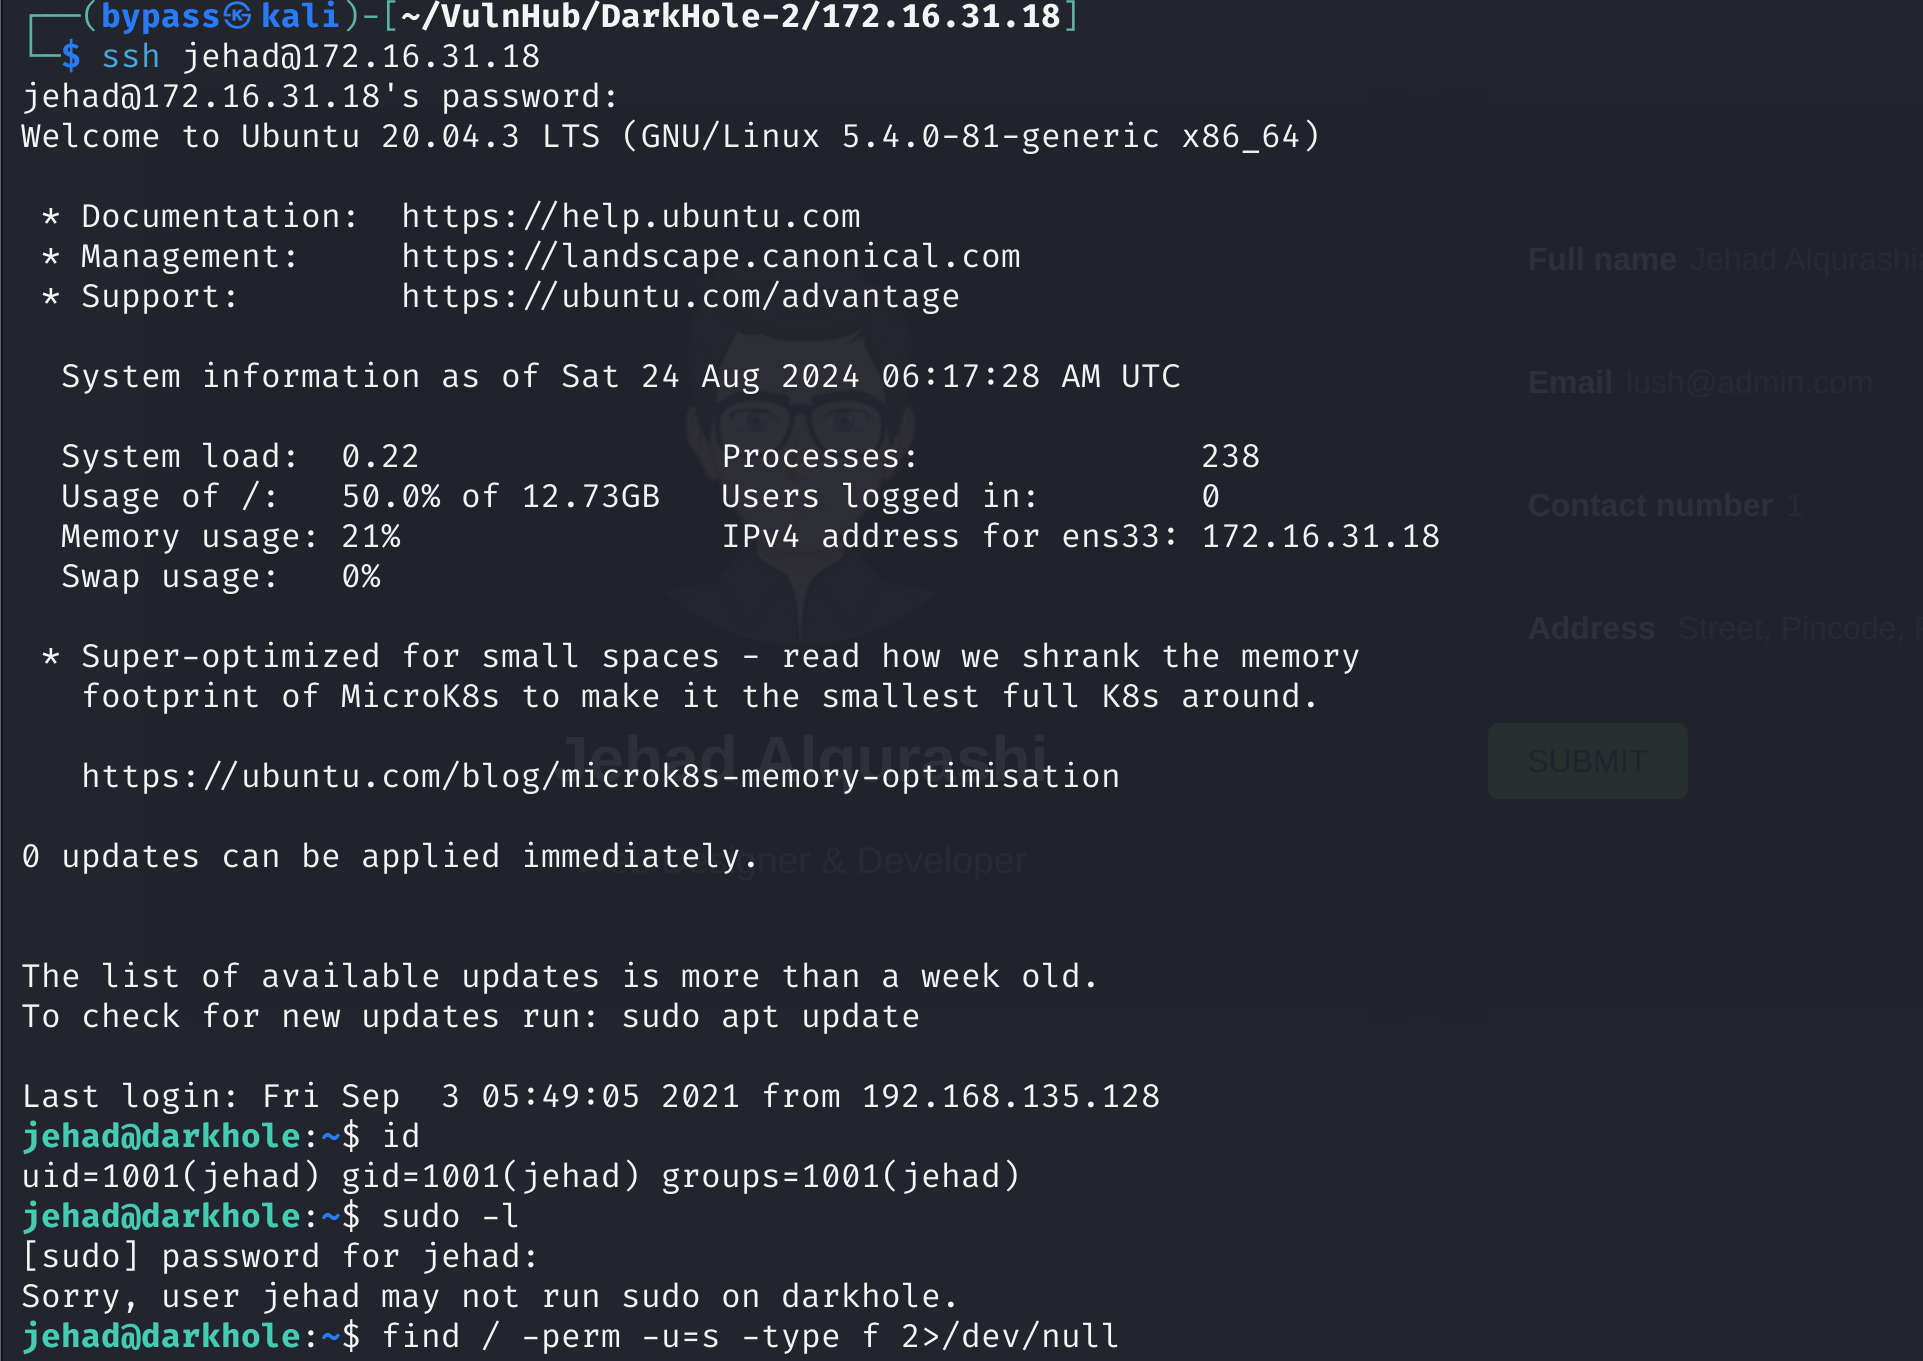 ┌──(bypass㉿kali)-[~/VulnHub/DarkHole-2/172.16.31.18]
└─$ ssh jehad@172.16.31.18
jehad@172.16.31.18's password:
Welcome to Ubuntu 20.04.3 LTS (GNU/Linux 5.4.0-81-generic x86_64)
* Documentation:  https://help.ubuntu.com
* Management:     https://landscape.canonical.com
* Support:        https://ubuntu.com/advantage
System information as of Sat 24 Aug 2024 06:17:28 AM UTC
System load:  0.22               Processes:              238
Usage of /:   50.0% of 12.73GB   Users logged in:        0
Memory usage: 21%                IPv4 address for ens33: 172.16.31.18
Swap usage:   0%
* Super-optimized for small spaces - read how we shrank the memory
footprint of MicroK8s to make it the smallest full K8s around.
https://ubuntu.com/blog/microk8s-memory-optimisation
0 updates can be applied immediately.
The list of available updates is more than a week old.
To check for new updates run: sudo apt update
Last login: Fri Sep  3 05:49:05 2021 from 192.168.135.128
jehad@darkhole:~$ id
uid=1001(jehad) gid=1001(jehad) groups=1001(jehad)
jehad@darkhole:~$ sudo -l
[sudo] password for jehad:
Sorry, user jehad may not run sudo on darkhole.
jehad@darkhole:~$ find / -perm -u=s -type f 2>/dev/null
Full name Jehad Alqurashi
Email lush@admin.com
Contact number 1
Address Street, Pincode,
SUBMIT
Jehad Alqurashi
Designer & Developer